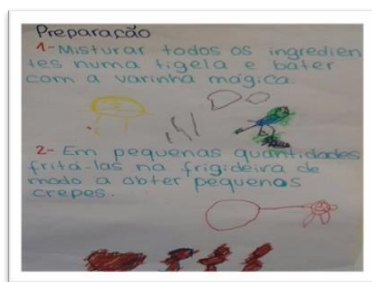 Preparação
1-Misturar todos os ingredien
tes numa tigela e bater
com a varinha mágica.
2- Em pequenas quantidades
fritá-las na frigideira de
modo a obter pequenos
crepes.